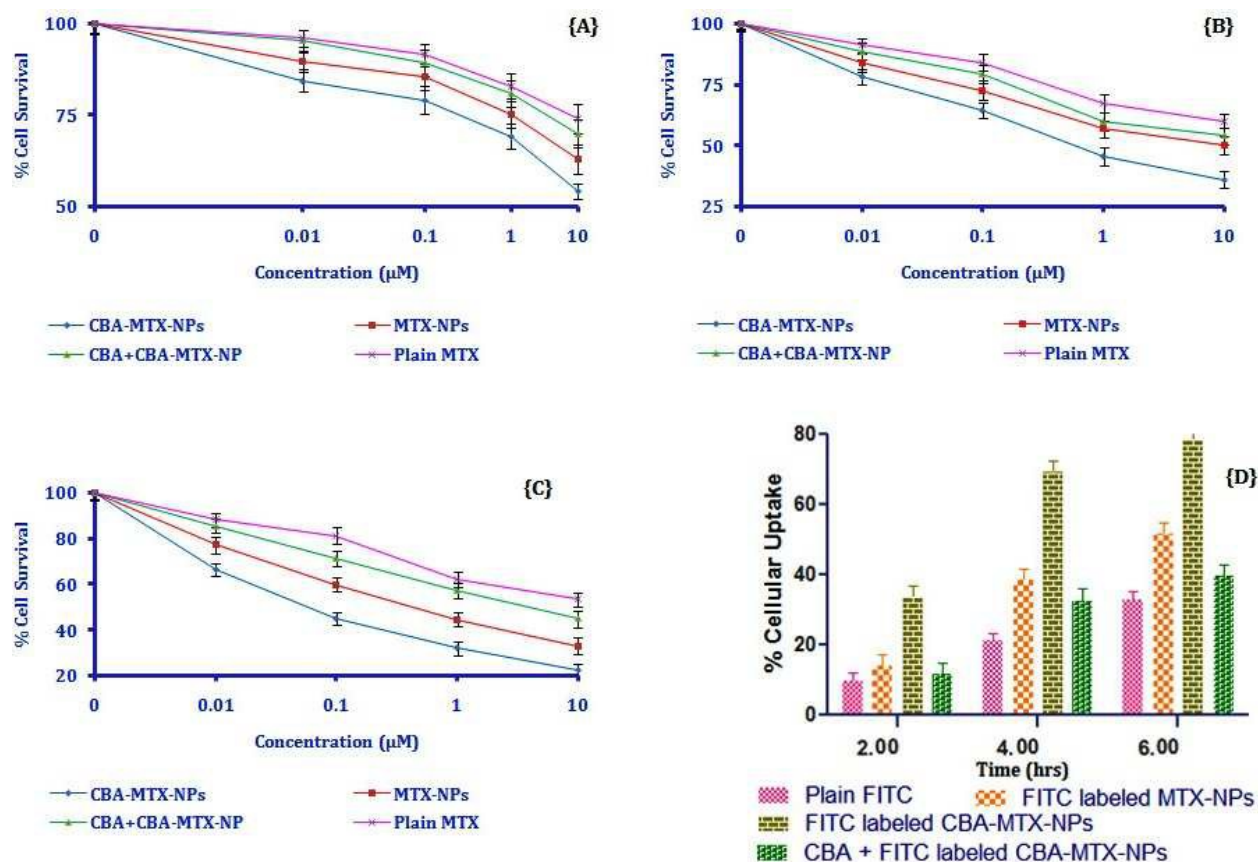 {A}
% Cell Survival
100
75
50
0 0.01 0.1 1 10
Concentration (µM)
CBA-MTX-NPs MTX-NPs
CBA+CBA-MTX-NP Plain MTX
{B}
% Cell Survival
100
75
50
25
0 0.01 0.1 1 10
Concentration (µM)
CBA-MTX-NPs MTX-NPs
CBA+CBA-MTX-NP Plain MTX
{C}
% Cell Survival
100
80
60
40
20
0 0.01 0.1 1 10
Concentration (µM)
CBA-MTX-NPs MTX-NPs
CBA+CBA-MTX-NP Plain MTX
{D}
% Cellular Uptake
80
60
40
20
0
2.00 4.00 6.00
Time (hrs)
Plain FITC FITC labeled MTX-NPs
FITC labeled CBA-MTX-NPs
CBA + FITC labeled CBA-MTX-NPs